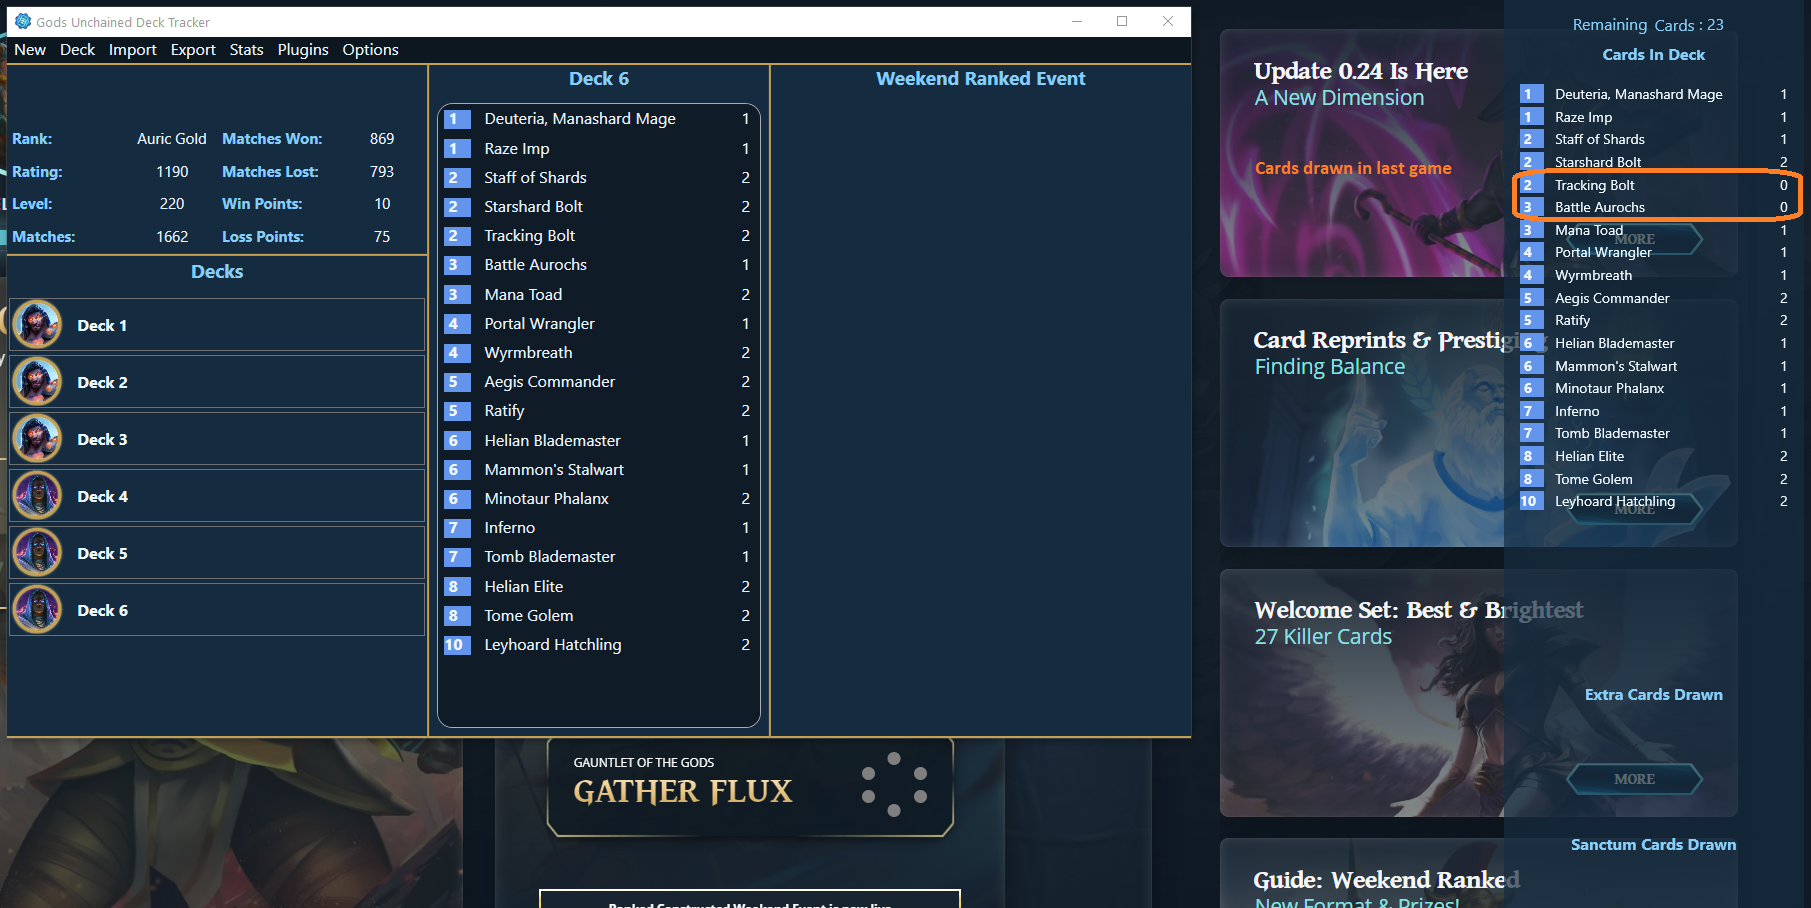 Gods Unchained Deck Tracker
New Deck Import Export Stats Plugins Options
Rank: Auric Gold Matches Won: 869
Rating: 1190 Matches Lost: 793
Level: 220 Win Points: 10
Matches: 1662 Loss Points: 75
Decks
Deck 1
Deck 2
Deck 3
Deck 4
Deck 5
Deck 6
Deck 6
1 Deuteria, Manashard Mage 1
1 Raze Imp 1
2 Staff of Shards 2
2 Starshard Bolt 2
2 Tracking Bolt 2
3 Battle Aurochs 1
3 Mana Toad 2
4 Portal Wrangler 1
4 Wyrmbreath 2
5 Aegis Commander 2
5 Ratify 2
6 Helian Blademaster 1
6 Mammon's Stalwart 1
6 Minotaur Phalanx 2
7 Inferno 1
7 Tomb Blademaster 1
8 Helian Elite 2
8 Tome Golem 2
10 Leyhoard Hatchling 2
Weekend Ranked Event
GAUNTLET OF THE GODS
GATHER FLUX
Ranked Constructed Weekend Event is now live
Update 0.24 Is Here
A New Dimension
Cards drawn in last game
MORE
Card Reprints & Prestiging
Finding Balance
MORE
Welcome Set: Best & Brightest
27 Killer Cards
MORE
Guide: Weekend Ranked
New Format & Prizes!
Remaining Cards : 23
Cards In Deck
1 Deuteria, Manashard Mage 1
1 Raze Imp 1
2 Staff of Shards 1
2 Starshard Bolt 2
2 Tracking Bolt 0
3 Battle Aurochs 0
3 Mana Toad 1
4 Portal Wrangler 1
4 Wyrmbreath 1
5 Aegis Commander 2
5 Ratify 2
6 Helian Blademaster 1
6 Mammon's Stalwart 1
6 Minotaur Phalanx 1
7 Inferno 1
7 Tomb Blademaster 1
8 Helian Elite 2
8 Tome Golem 2
10 Leyhoard Hatchling 2
Extra Cards Drawn
Sanctum Cards Drawn